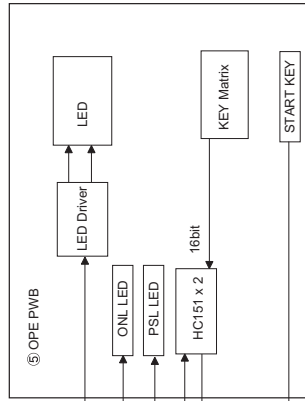 ⑤ OPE PWB
LED Driver
LED
ONL LED
PSL LED
HC151 x 2
16bit
KEY Matrix
START KEY